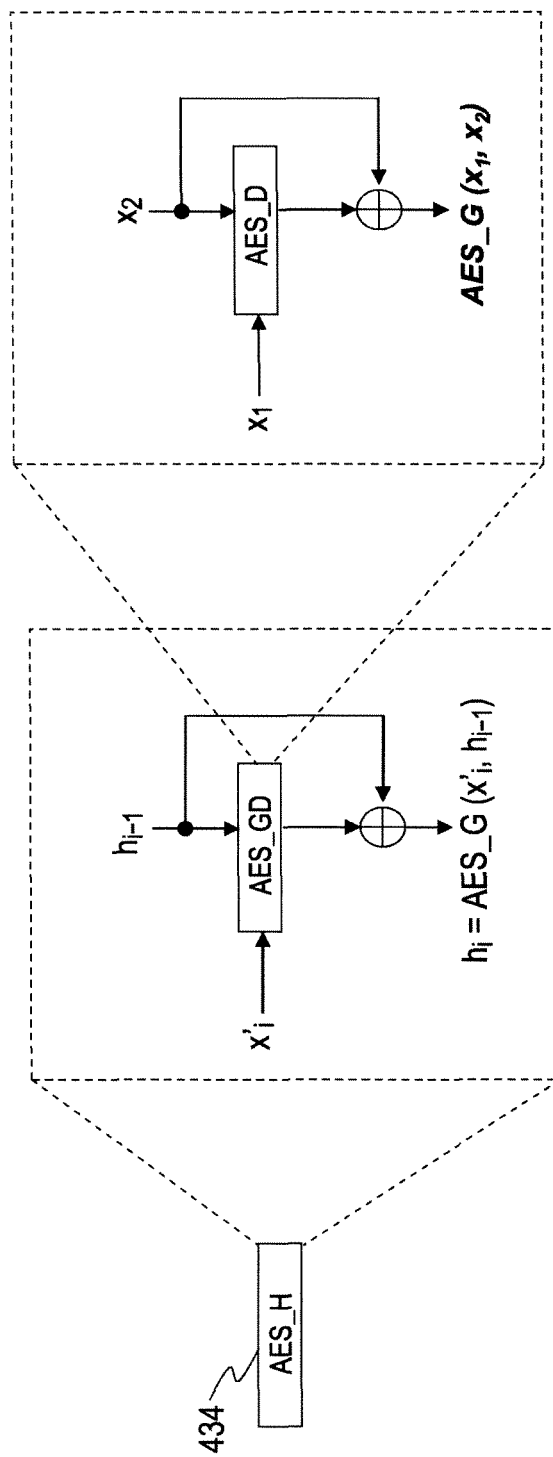 434
AES_H
h_{i-1}
x'_i
AES_GD
h_i = AES_G (x'_i, h_{i-1})
x_2
x_1
AES_D
AES_G (x_1, x_2)